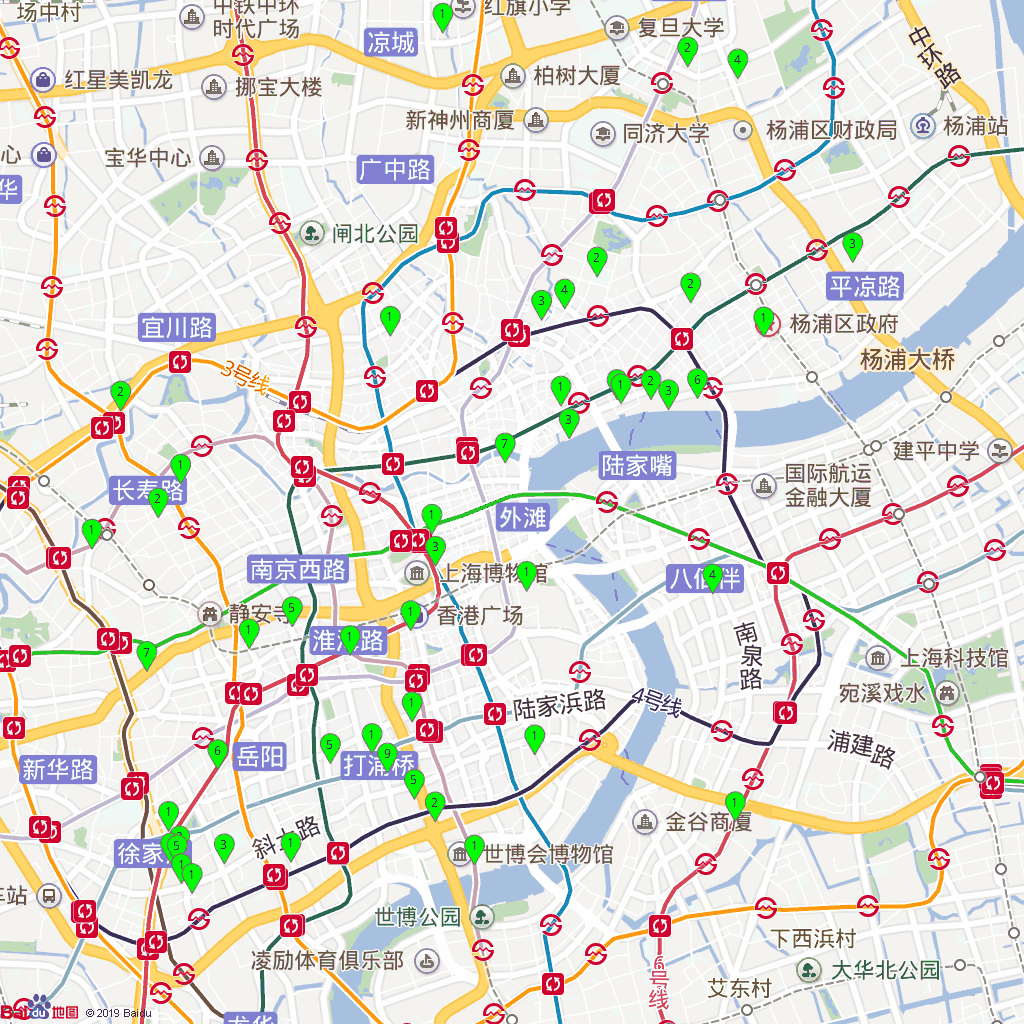 场中村
中铁中环
时代广场
1
红旗小学
复旦大学
凉城
2
4
中环路
红星美凯龙
挪宝大楼
柏树大厦
新神州商厦
同济大学
杨浦区财政局
杨浦站
心
宝华中心
广中路
华
闸北公园
2
3
4
3
2
平凉路
宜川路
1
1
杨浦区政府
杨浦大桥
3号线
2
1
1
2
3
6
3
7
陆家嘴
建平中学
1
长寿路
2
国际航运
金融大厦
1
外滩
1
3
南京西路
上海博物馆
1
八佰伴
4
静安寺
5
1
香港广场
1
淮海路
1
7
南泉路
上海科技馆
宛溪戏水
1
陆家浜路
4号线
5
1
9
打浦桥
1
浦建路
6
岳阳
新华路
5
2
1
金谷商厦
1
5
徐家
3
1
斜土路
1
世博会博物馆
1
1
车站
世博公园
下西浜村
凌励体育俱乐部
6号线
大华北公园
艾东村
Baidu地图
© 2019 Baidu
龙华